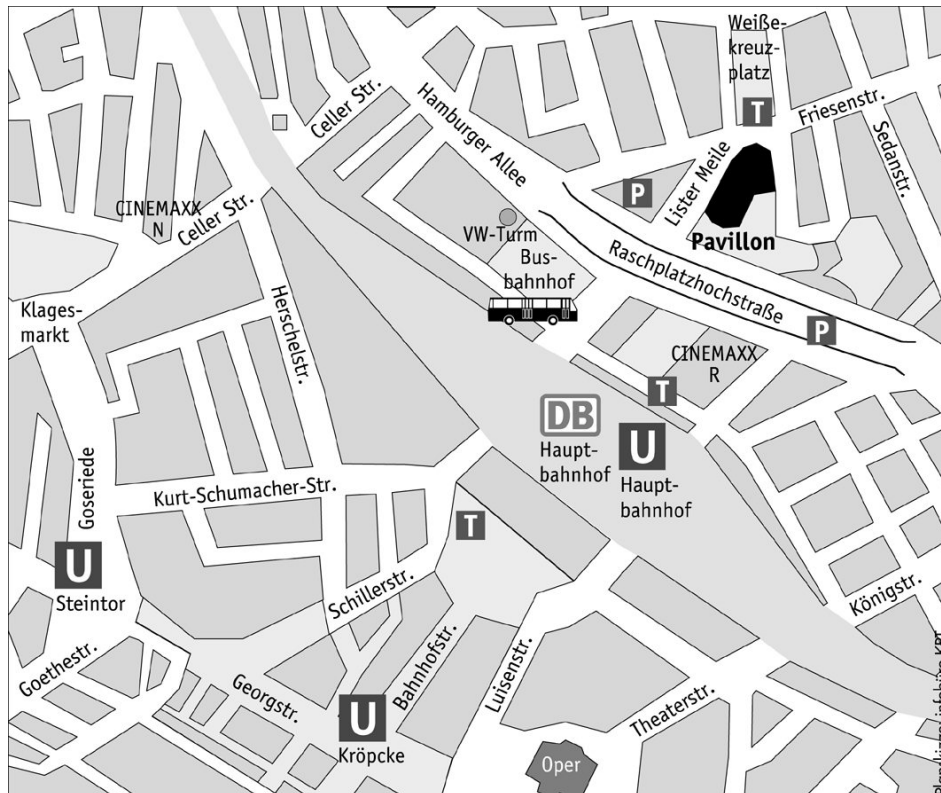 Weiße-
kreuz-
platz
T
Friesenstr.
Celler Str.
Hamburger Allee
Sedanstr.
P
Lister Meile
CINEMAXX
N
Celler Str.
VW-Turm
Bus-
bahnhof
Pavillon
Raschplatzhochstraße
P
Klages-
markt
Herschelstr.
CINEMAXX
R
T
DB
Haupt-
bahnhof
U
Haupt-
bahnhof
Goseriede
Kurt-Schumacher-Str.
T
U
Steintor
Schillerstr.
Königstr.
Goethestr.
Georgstr.
Bahnhofstr.
Luisenstr.
Theaterstr.
U
Kröpcke
Oper